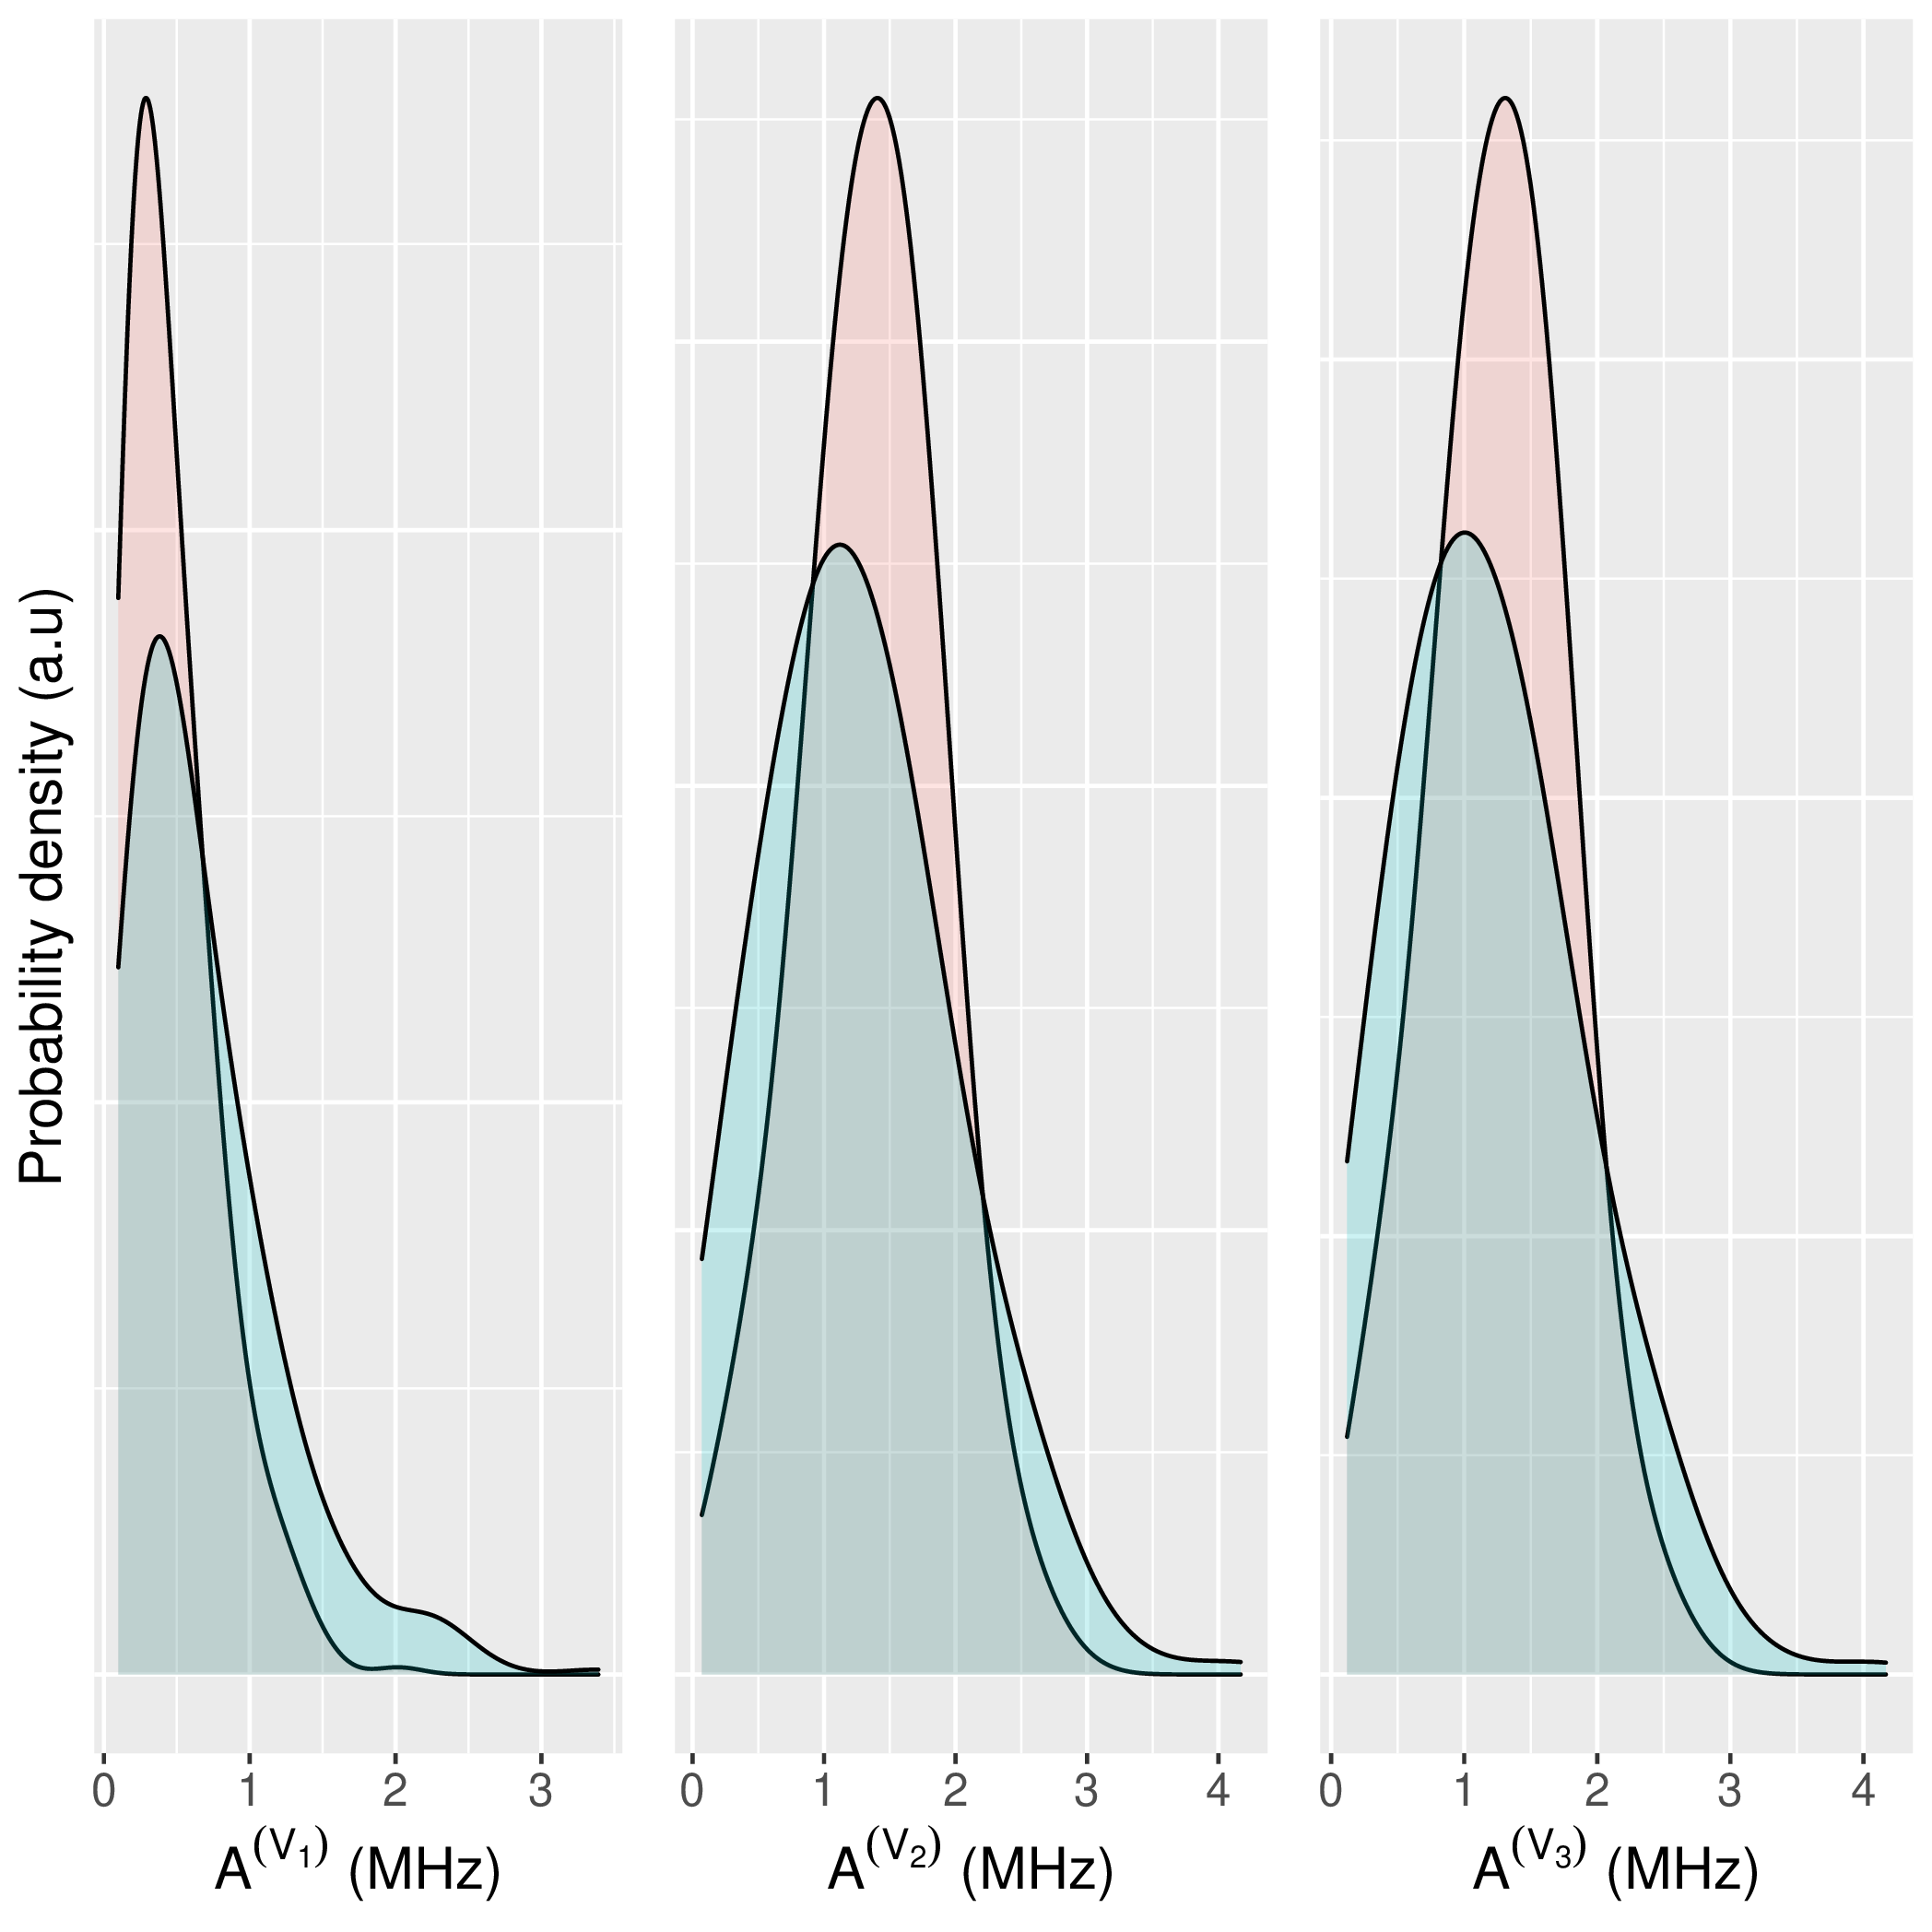 Probability density (a.u)
0 1 2 3
0 1 2 3 4
0 1 2 3 4
A^(V₁) (MHz)
A^(V₂) (MHz)
A^(V₃) (MHz)